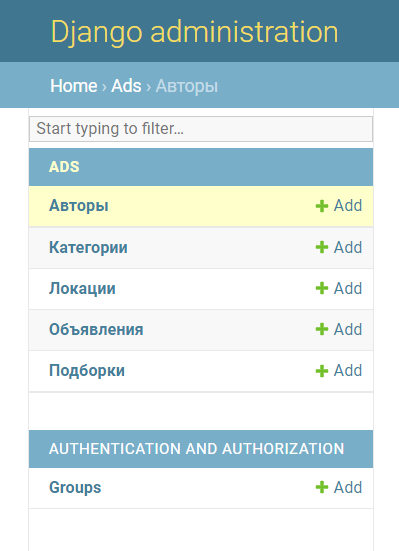 Django administration
Home › Ads › Авторы
Start typing to filter…
ADS
Авторы Add
Категории Add
Локации Add
Объявления Add
Подборки Add
AUTHENTICATION AND AUTHORIZATION
Groups Add